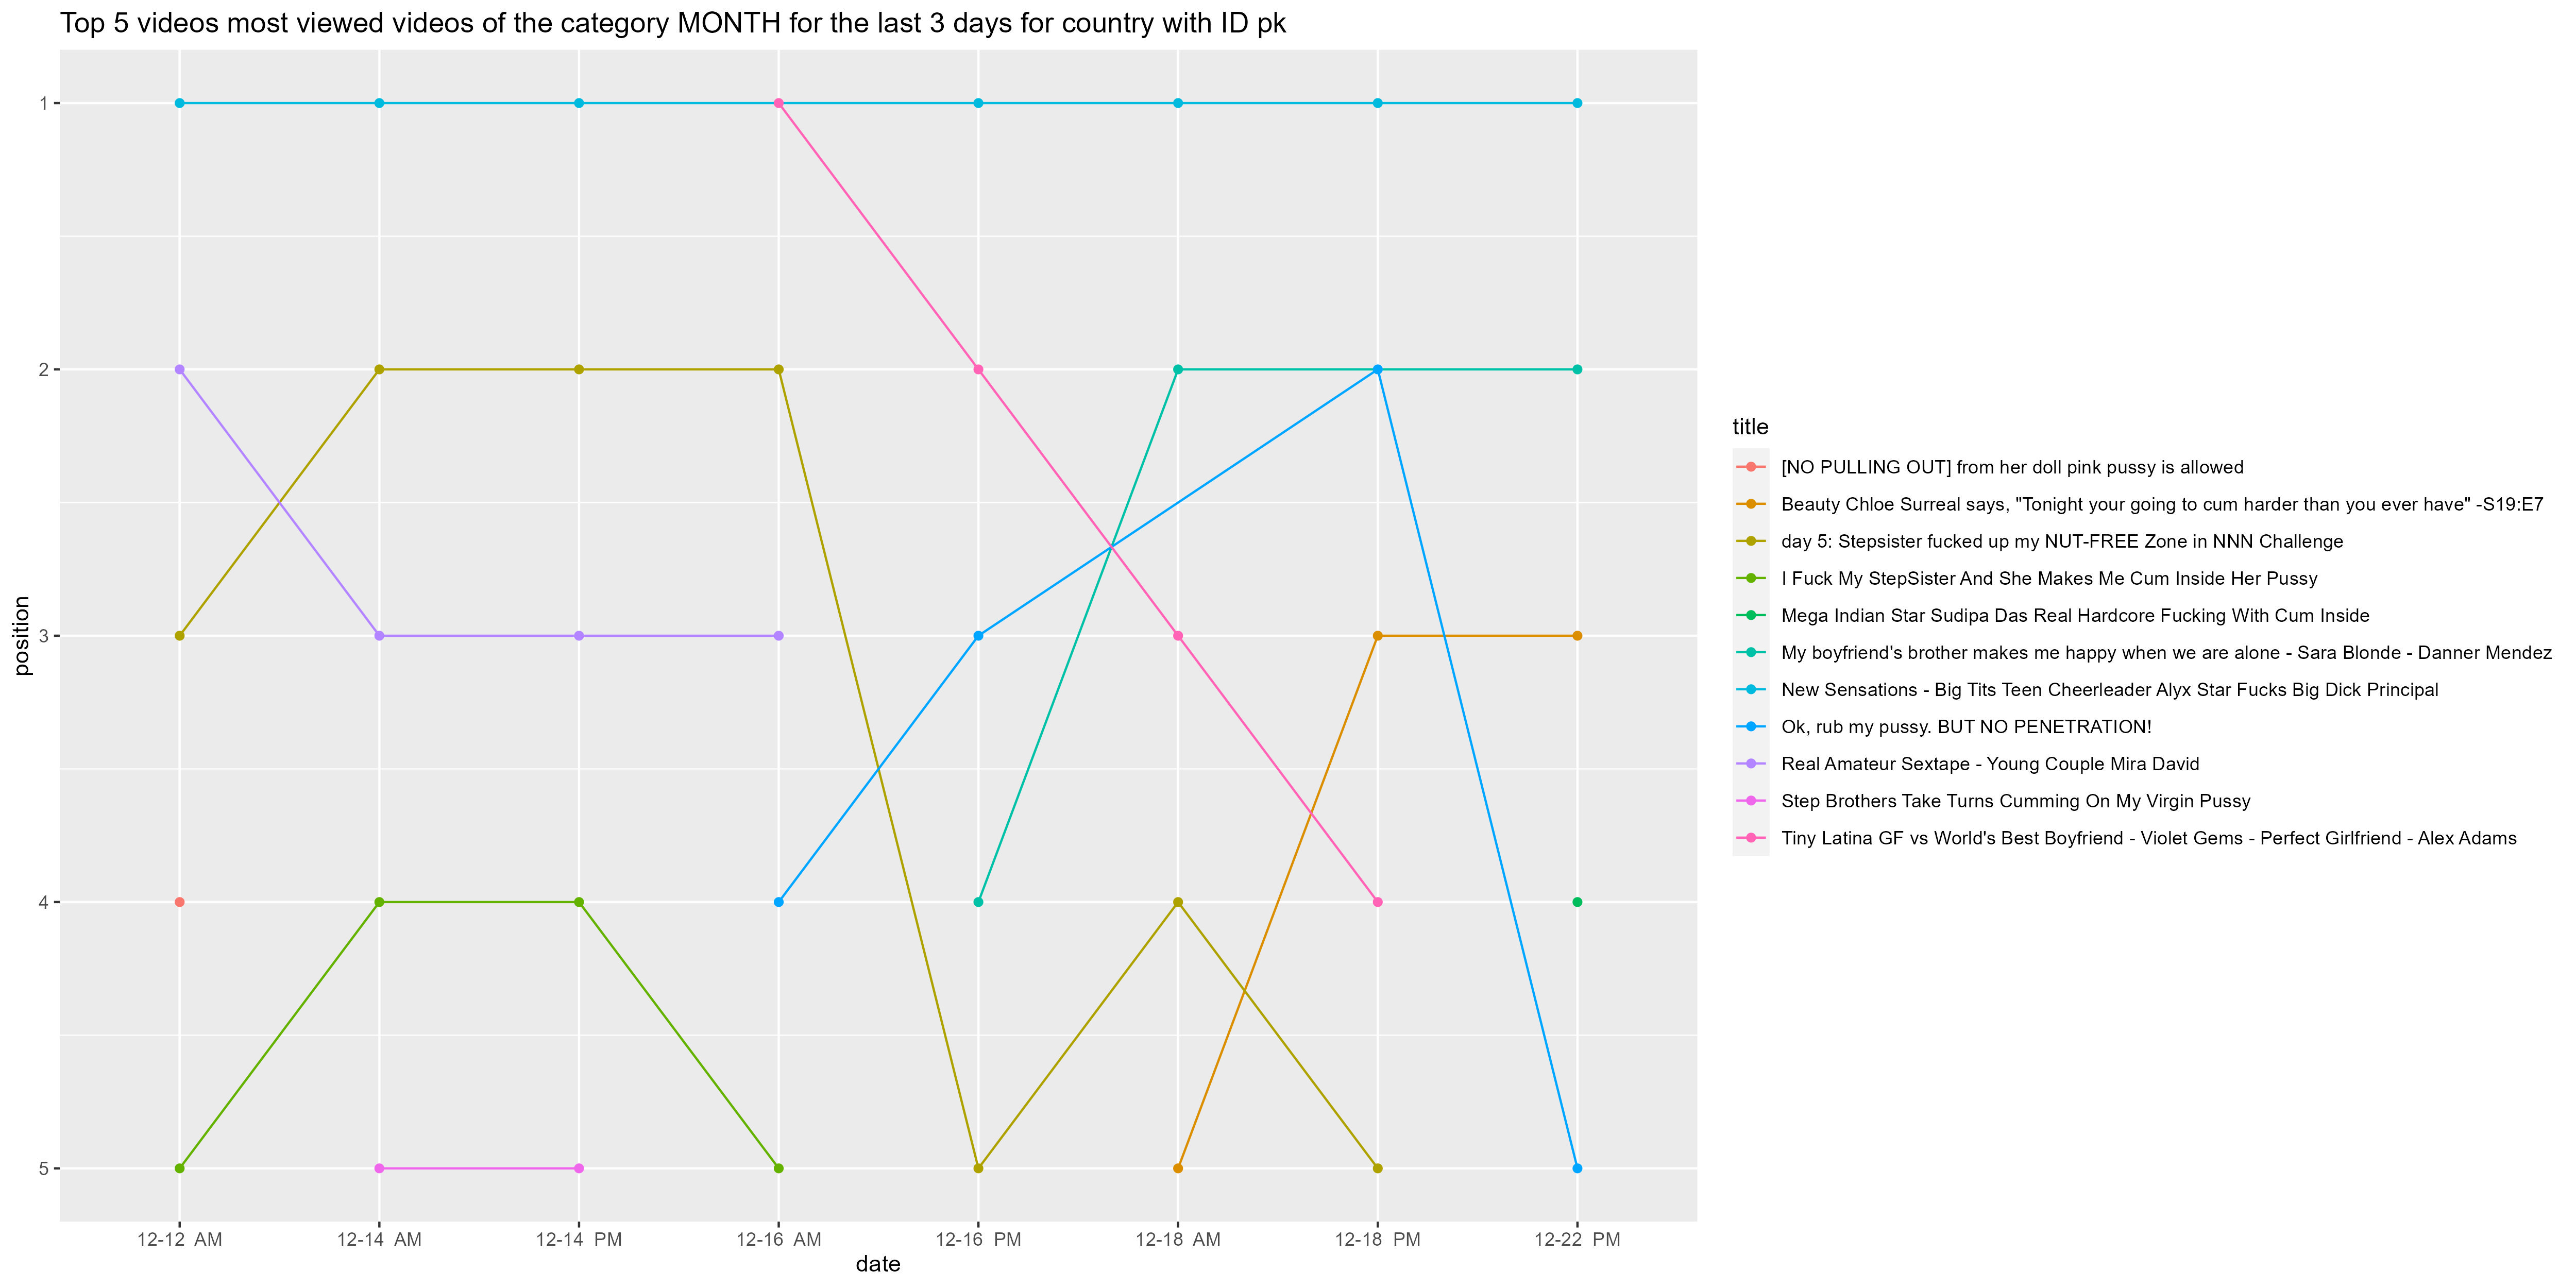 Top 5 videos most viewed videos of the category MONTH for the last 3 days for country with ID pk
position
1
2
3
4
5
12-12 AM
12-14 AM
12-14 PM
12-16 AM
12-16 PM
12-18 AM
12-18 PM
12-22 PM
date
title
[NO PULLING OUT] from her doll pink pussy is allowed
Beauty Chloe Surreal says, "Tonight your going to cum harder than you ever have" -S19:E7
day 5: Stepsister fucked up my NUT-FREE Zone in NNN Challenge
I Fuck My StepSister And She Makes Me Cum Inside Her Pussy
Mega Indian Star Sudipa Das Real Hardcore Fucking With Cum Inside
My boyfriend's brother makes me happy when we are alone - Sara Blonde - Danner Mendez
New Sensations - Big Tits Teen Cheerleader Alyx Star Fucks Big Dick Principal
Ok, rub my pussy. BUT NO PENETRATION!
Real Amateur Sextape - Young Couple Mira David
Step Brothers Take Turns Cumming On My Virgin Pussy
Tiny Latina GF vs World's Best Boyfriend - Violet Gems - Perfect Girlfriend - Alex Adams